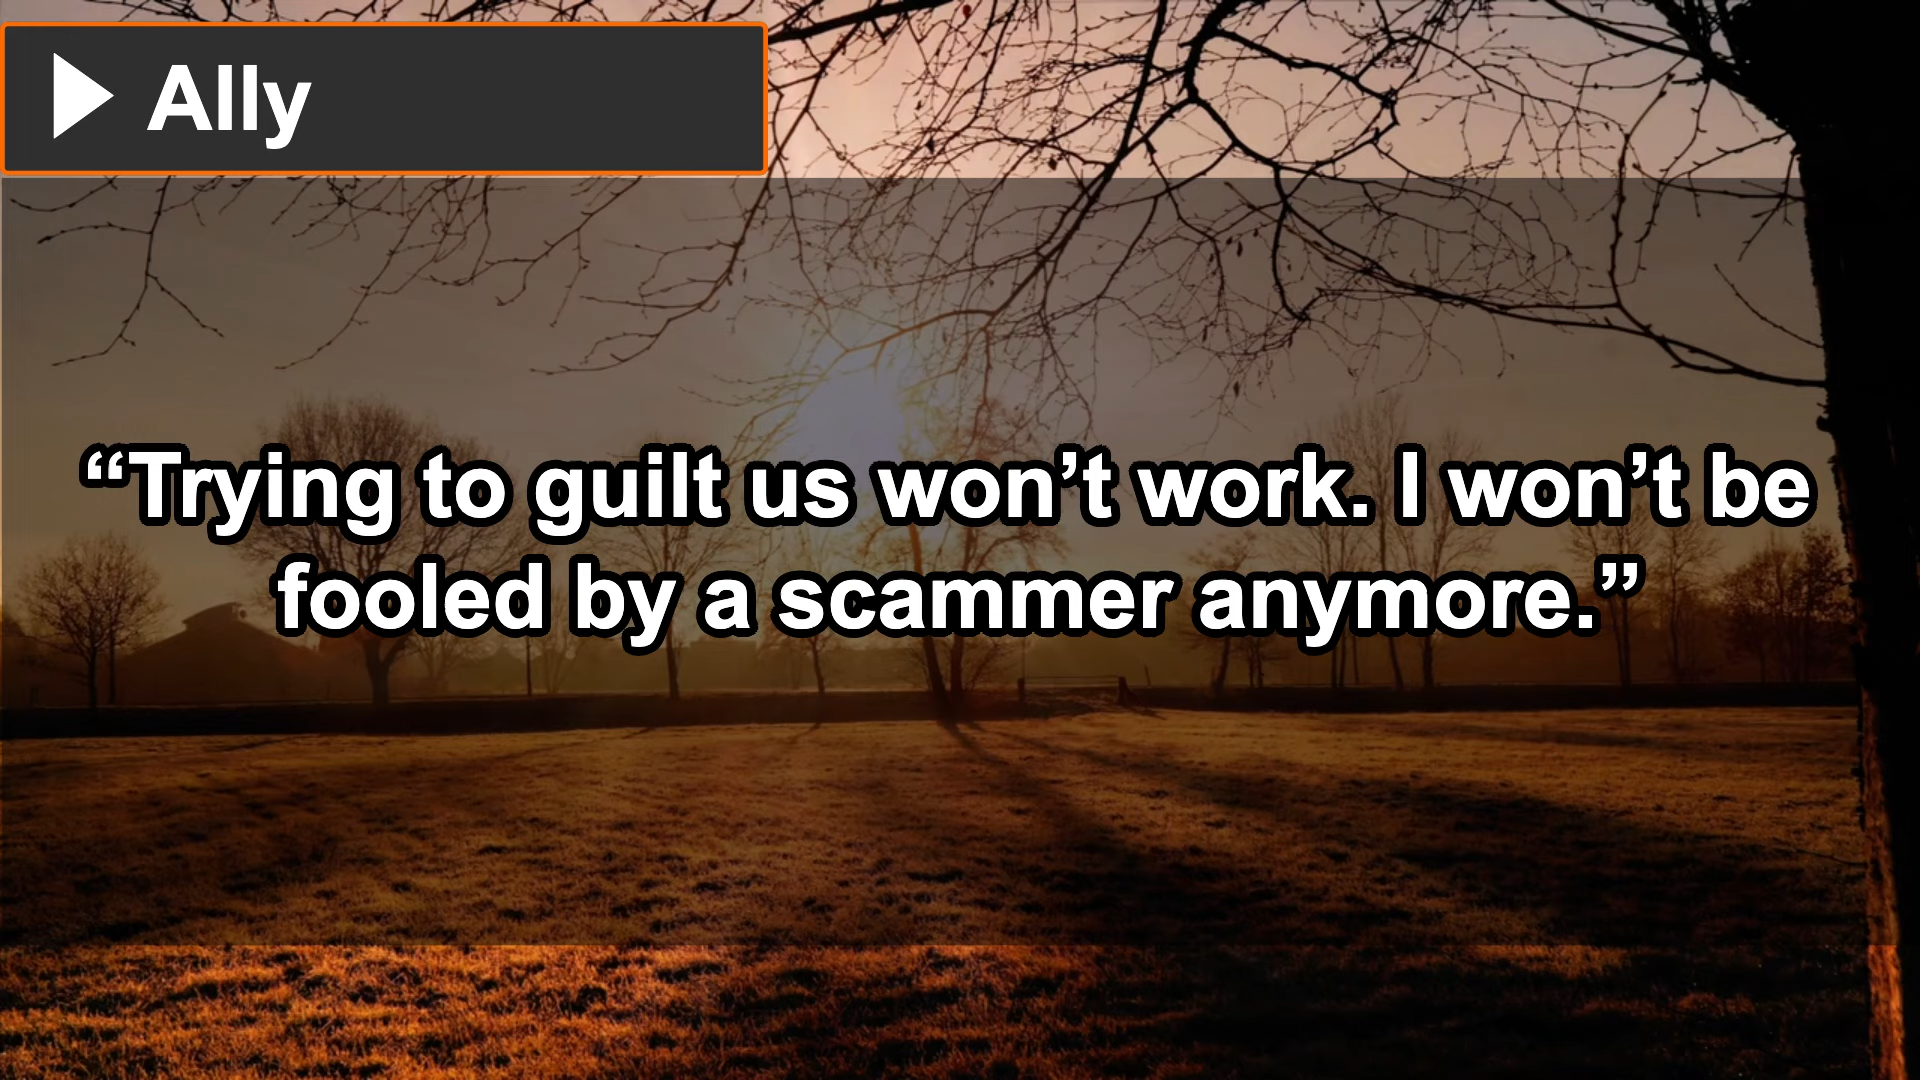 Ally
“Trying to guilt us won’t work. I won’t be
fooled by a scammer anymore.”